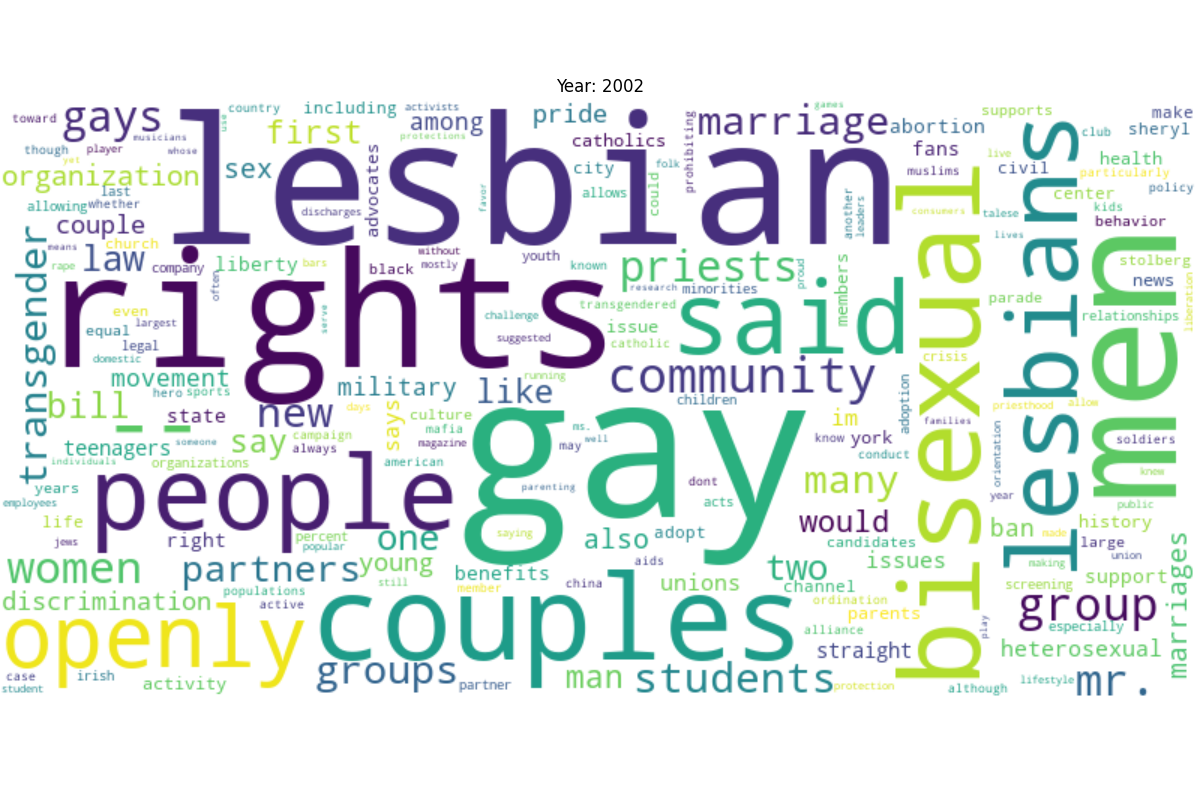 Year: 2002
toward
gays
musicians
though
player
whose
yet
organization
last
allowing
whether
couple
means
church
law
rape
company
liberty
bars
often
even
equal
largest
legal
domestic
movement
hero
sports
bill
state
transgender
teenagers
someone
individuals
organizations
years
employees
life
jews
right
women
discrimination
openly
case
student
irish
activity
country
use
including
first
sex
activists
among
protections
advocates
discharges
lesbian
favor
pride
catholics
city
folk
allows
could
prohibiting
marriage
games
abortion
fans
muslims
another
leaders
supports
live
civil
club
make
sheryl
health
particularly
policy
center
kids
talese
behavior
lives
consumers
stolberg
news
liberation
parade
relationships
crisis
families
priesthood
allow
soldiers
orientation
knew
year
public
ban
history
made
large
union
making
screening
support
group
especially
heterosexual
marriages
lifestyle
mr.
although
play
bisexual
lesbians
men
rights
black
without
mostly
youth
known
research
minorities
priests
proud
members
transgendered
challenge
suggested
issue
catholic
said
serve
military
like
running
community
children
adoption
new
days
says
culture
mafia
magazine
campaign
always
say
american
ms.
may
well
im
know
york
conduct
people
gay
parenting
dont
acts
many
would
candidates
issues
percent
popular
one
saying
also
adopt
aids
young
still
benefits
member
china
unions
two
channel
ordination
parents
alliance
straight
protection
partners
populations
active
couples
groups
partner
man
students